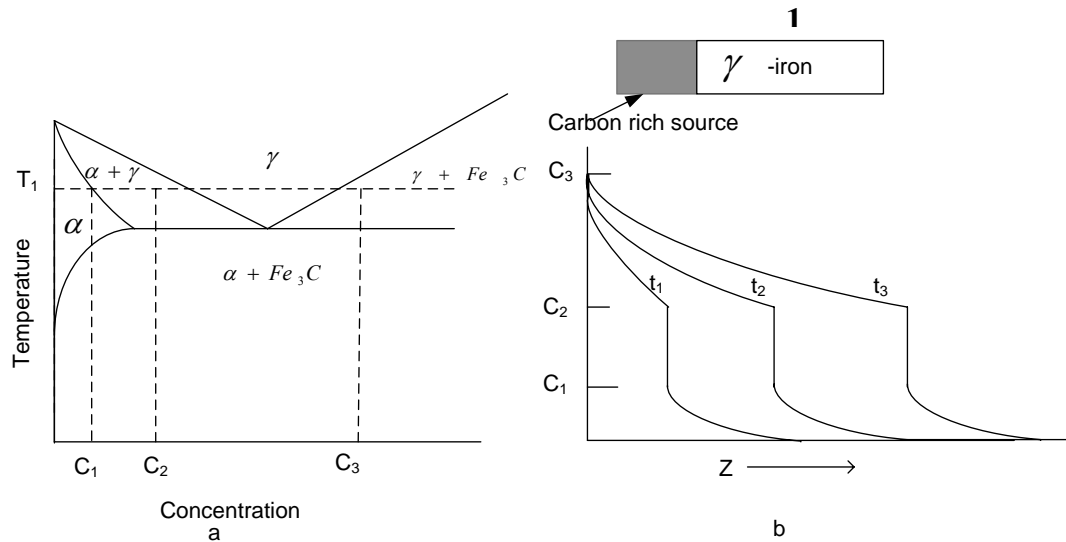 1
γ -iron
Carbon rich source
γ
α + γ
γ + Fe₃C
T₁
α
α + Fe₃C
Temperature
C₁ C₂ C₃
Concentration
a
C₃
t₁ t₂ t₃
C₂
C₁
Z
b